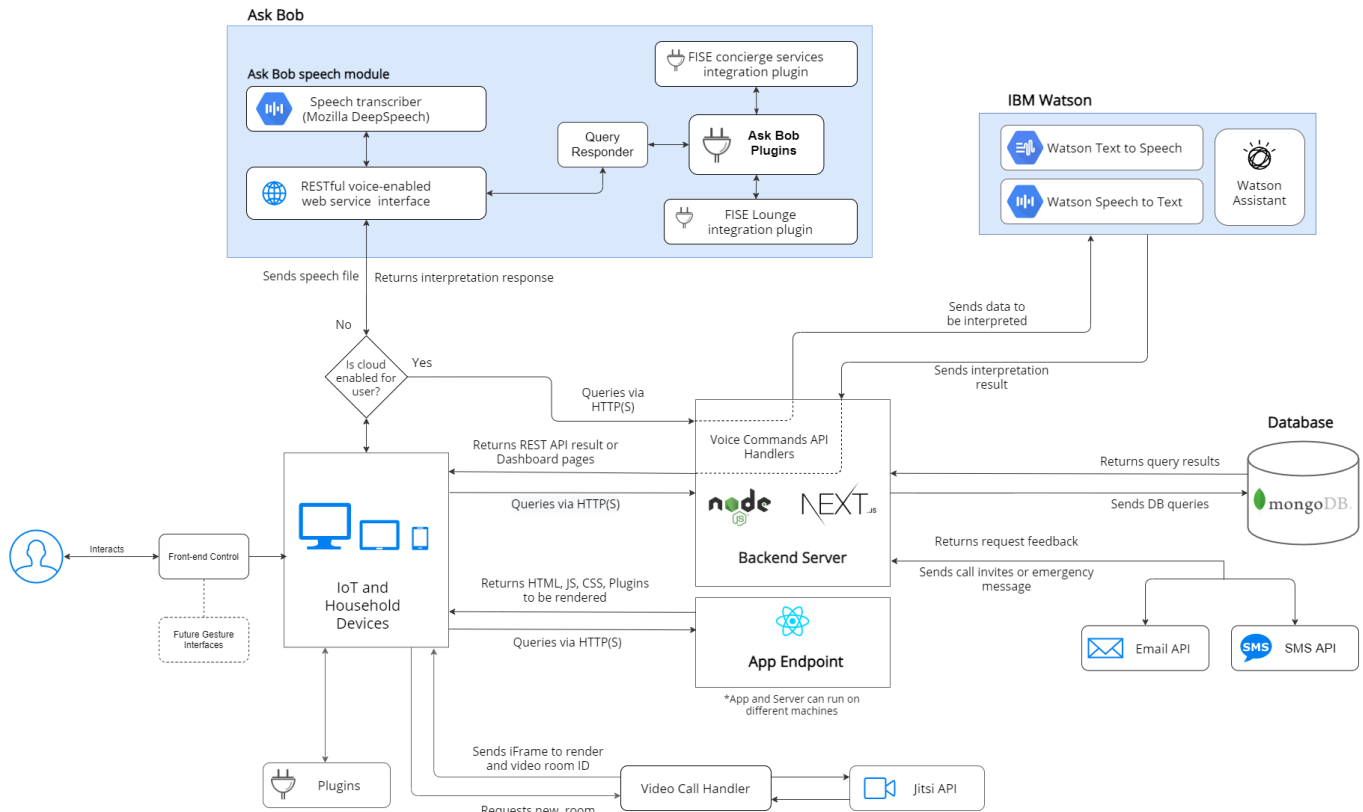 Ask Bob
Ask Bob speech module
Speech transcriber
(Mozilla DeepSpeech)
RESTful voice-enabled
web service interface
Query
Responder
FISE concierge services
integration plugin
Ask Bob
Plugins
FISE Lounge
integration plugin
IBM Watson
Watson Text to Speech
Watson Speech to Text
Watson
Assistant
Sends speech file
Returns interpretation response
No
Is cloud
enabled for
user?
Yes
Queries via
HTTP(S)
Sends data to
be interpreted
Sends interpretation
result
Voice Commands API
Handlers
node
JS
NEXT
.JS
Backend Server
Returns REST API result or
Dashboard pages
Queries via HTTP(S)
Database
mongoDB
Returns query results
Sends DB queries
Returns request feedback
Sends call invites or emergency
message
Email API
SMS
SMS API
Interacts
Front-end Control
Future Gesture
Interfaces
IoT and
Household
Devices
Returns HTML, JS, CSS, Plugins
to be rendered
Queries via HTTP(S)
App Endpoint
*App and Server can run on
different machines
Plugins
Sends iFrame to render
and video room ID
Requests new room
Video Call Handler
Jitsi API